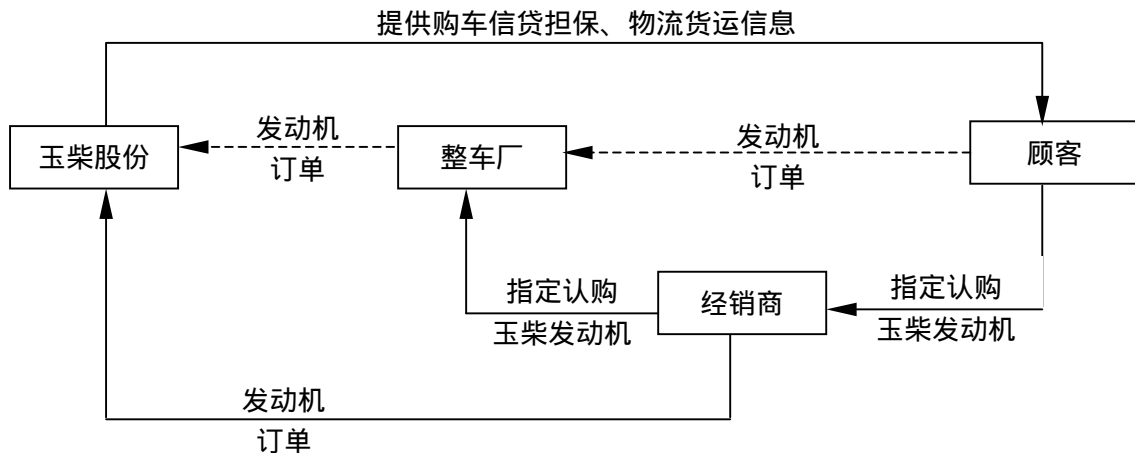 提供购车信贷担保、物流货运信息
发动机
订单
发动机
订单
玉柴股份
整车厂
顾客
指定认购
玉柴发动机
经销商
指定认购
玉柴发动机
发动机
订单